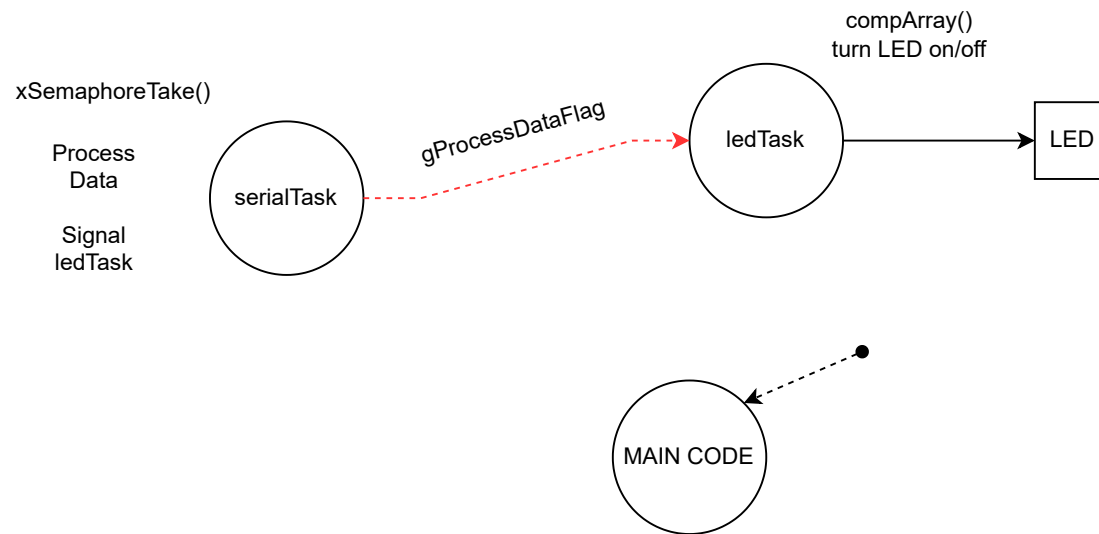 compArray()
turn LED on/off
xSemaphoreTake()
gProcessDataFlag
ledTask
LED
Process
Data
serialTask
Signal
ledTask
MAIN CODE